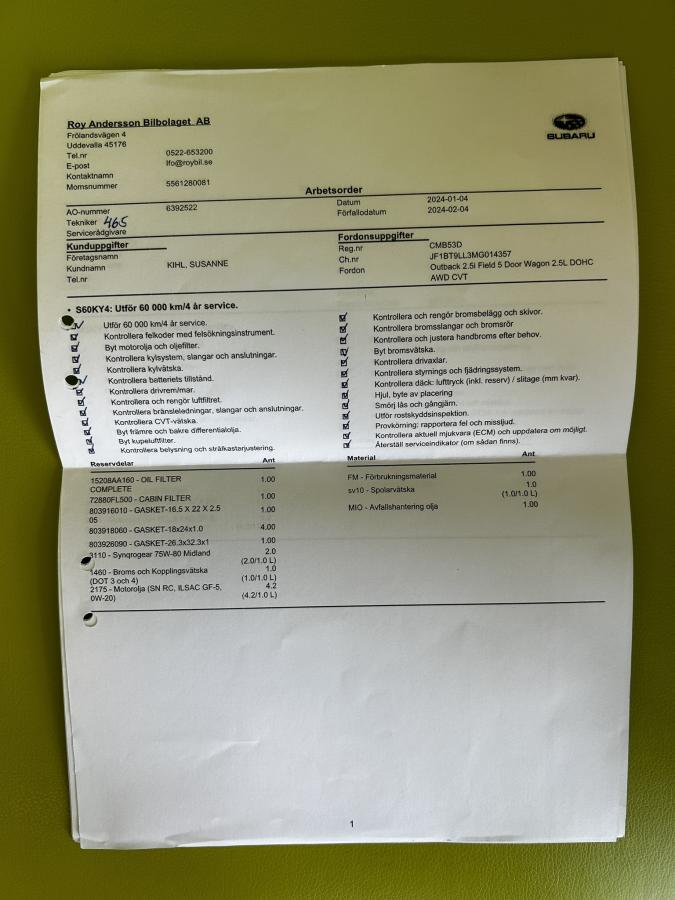 Roy Andersson Bilbolaget AB
Frölandsvägen 4
Uddevalla 45176
Tel.nr 0522-653200
E-post Ifo@roybil.se
Kontaktnamn
Momsnummer 5561280081
SUBARU
Arbetsorder
AO-nummer 6392522
Tekniker 465
Servicerådgivare
Datum 2024-01-04
Förfallodatum 2024-02-04
Kunduppgifter
Företagsnamn
Kundnamn KIHL, SUSANNE
Tel.nr
Fordonsuppgifter
Reg.nr CMB53D
Ch.nr JF1BT9LL3MG014357
Fordon Outback 2.5i Field 5 Door Wagon 2.5L DOHC
AWD CVT
• S60KY4: Utför 60 000 km/4 år service.
Utför 60 000 km/4 år service.
Kontrollera felkoder med felsökningsinstrument.
Byt motorolja och oljefilter.
Kontrollera kylsystem, slangar och anslutningar.
Kontrollera kylvätska.
Kontrollera batteriets tillstånd.
Kontrollera drivrem/mar.
Kontrollera och rengör luftfiltret.
Kontrollera bränsleledningar, slangar och anslutningar.
Kontrollera CVT-vätska.
Byt främre och bakre differentialolja.
Byt kupeluftfilter.
Kontrollera belysning och strålkastarjustering.
Kontrollera och rengör bromsbelägg och skivor.
Kontrollera bromsslangar och bromsrör
Kontrollera och justera handbroms efter behov.
Byt bromsvätska.
Kontrollera drivaxlar.
Kontrollera styrnings och fjädringssystem.
Kontrollera däck: lufttryck (inkl. reserv) / slitage (mm kvar).
Hjul, byte av placering
Smörj lås och gångjärn.
Utför rostskyddsinspektion.
Provkörning: rapportera fel och missljud.
Kontrollera aktuell mjukvara (ECM) och uppdatera om möjligt.
Återställ serviceindikator (om sådan finns).
Reservdelar Ant
15208AA160 - OIL FILTER 1.00
COMPLETE
72880FL500 - CABIN FILTER 1.00
803916010 - GASKET-16.5 X 22 X 2.5 1.00
05
803918060 - GASKET-18x24x1.0 4.00
803926090 - GASKET-26.3x32.3x1 1.00
3110 - Synqrogear 75W-80 Midland 2.0
(2.0/1.0 L)
1460 - Broms och Kopplingsvätska 1.0
(DOT 3 och 4) (1.0/1.0 L)
2175 - Motorolja (SN RC, ILSAC GF-5, 4.2
0W-20) (4.2/1.0 L)
Material Ant
FM - Förbrukningsmaterial 1.00
sv10 - Spolarvätska 1.0
(1.0/1.0 L)
MIO - Avfallshantering olja 1.00
1